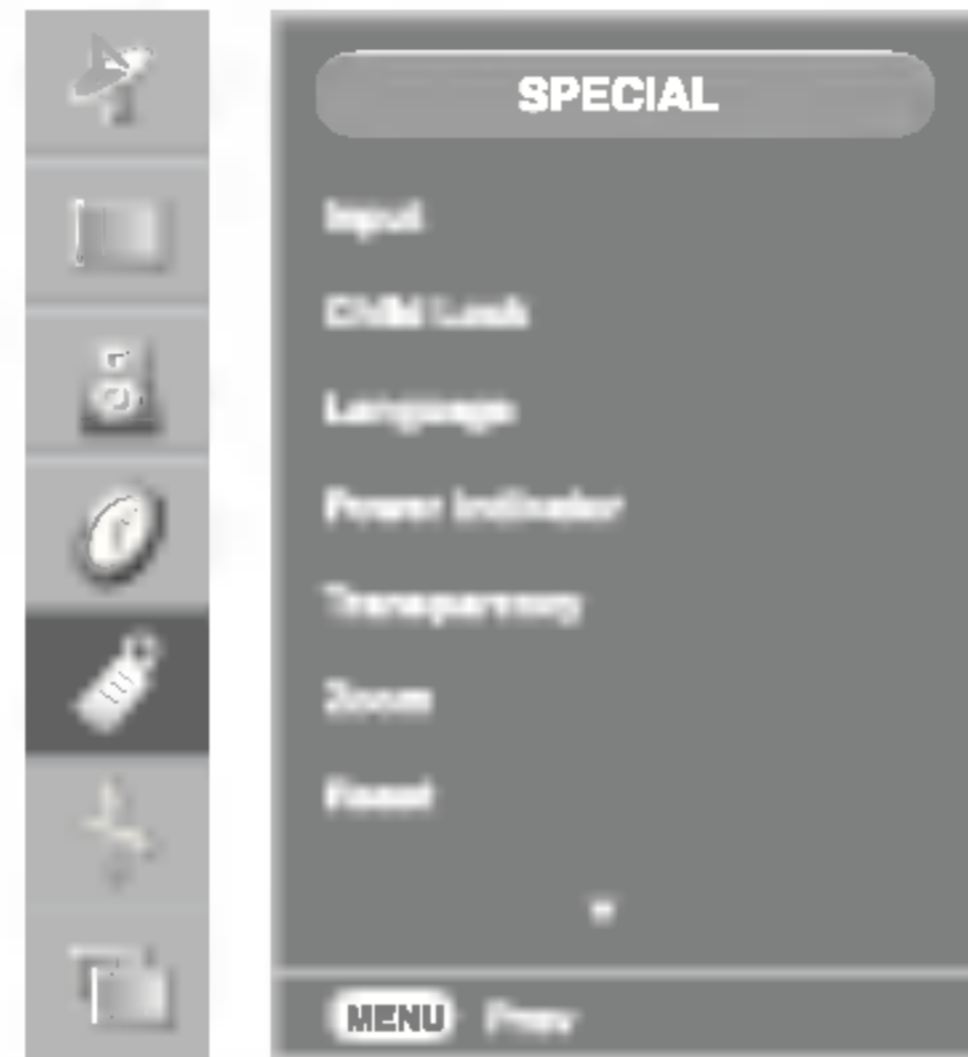 SPECIAL
Input
Child Lock
Language
Power Indicator
Transparency
Zoom
Reset
MENU Prev